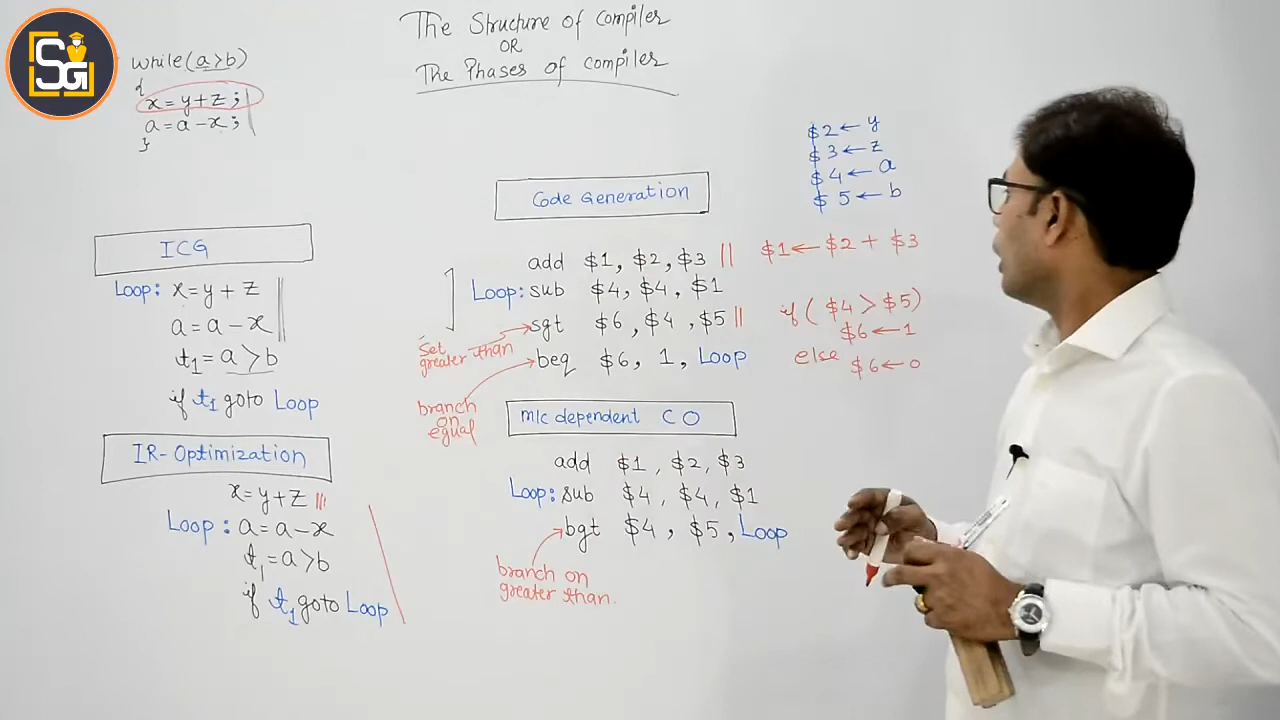 SG
The Structure of compiler
OR
The Phases of compiler
while(a>b)
{
x=y+z;
a=a-x;
}
ICG
Loop: x=y+z
a=a-x
t1=a>b
if t1 goto Loop
IR-Optimization
x=y+z
Loop: a=a-x
t1=a>b
if t1 goto Loop
Code Generation
add $1, $2, $3
Loop: sub $4, $4, $1
sgt $6, $4, $5
beq $6, 1, Loop
set
greater than
branch
on
equal
M/c dependent CO
add $1, $2, $3
Loop: sub $4, $4, $1
bgt $4, $5, Loop
branch on
greater than.
$2←y
$3←z
$4←a
$5←b
$1←$2+$3
if($4>$5)
$6←1
else $6←0